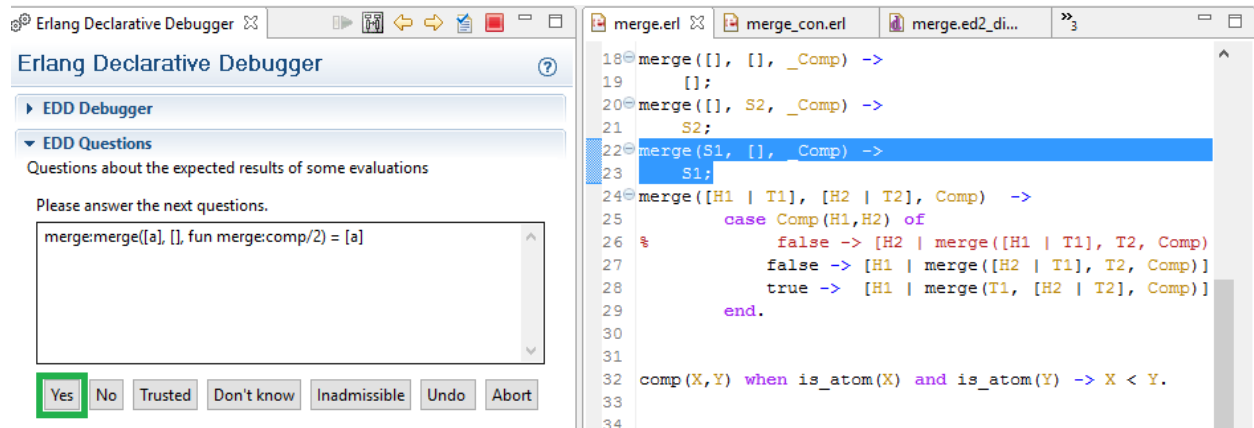 Erlang Declarative Debugger
Erlang Declarative Debugger
EDD Debugger
EDD Questions
Questions about the expected results of some evaluations
Please answer the next questions.
merge:merge([a], [], fun merge:comp/2) = [a]
Yes No Trusted Don't know Inadmissible Undo Abort
merge.erl merge_con.erl merge.ed2_di... »3
18 merge([], [], _Comp) ->
19 [];
20 merge([], S2, _Comp) ->
21 S2;
22 merge(S1, [], _Comp) ->
23 S1;
24 merge([H1 | T1], [H2 | T2], Comp) ->
25 case Comp(H1,H2) of
26 % false -> [H2 | merge([H1 | T1], T2, Comp)
27 false -> [H1 | merge([H2 | T1], T2, Comp)]
28 true -> [H1 | merge(T1, [H2 | T2], Comp)]
29 end.
30
31
32 comp(X,Y) when is_atom(X) and is_atom(Y) -> X < Y.
33
34